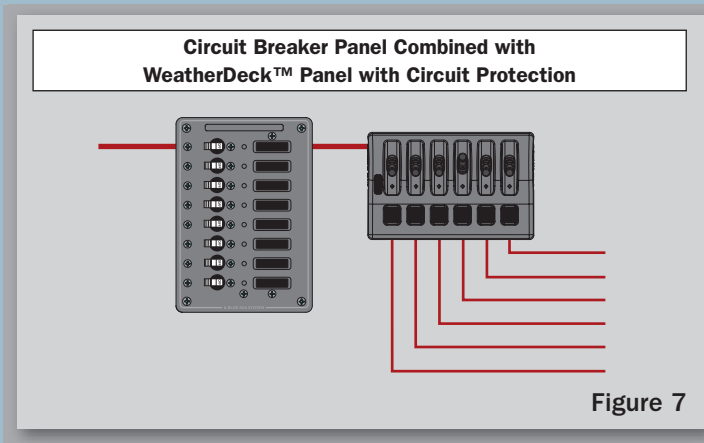 Circuit Breaker Panel Combined with
WeatherDeck™ Panel with Circuit Protection
Figure 7